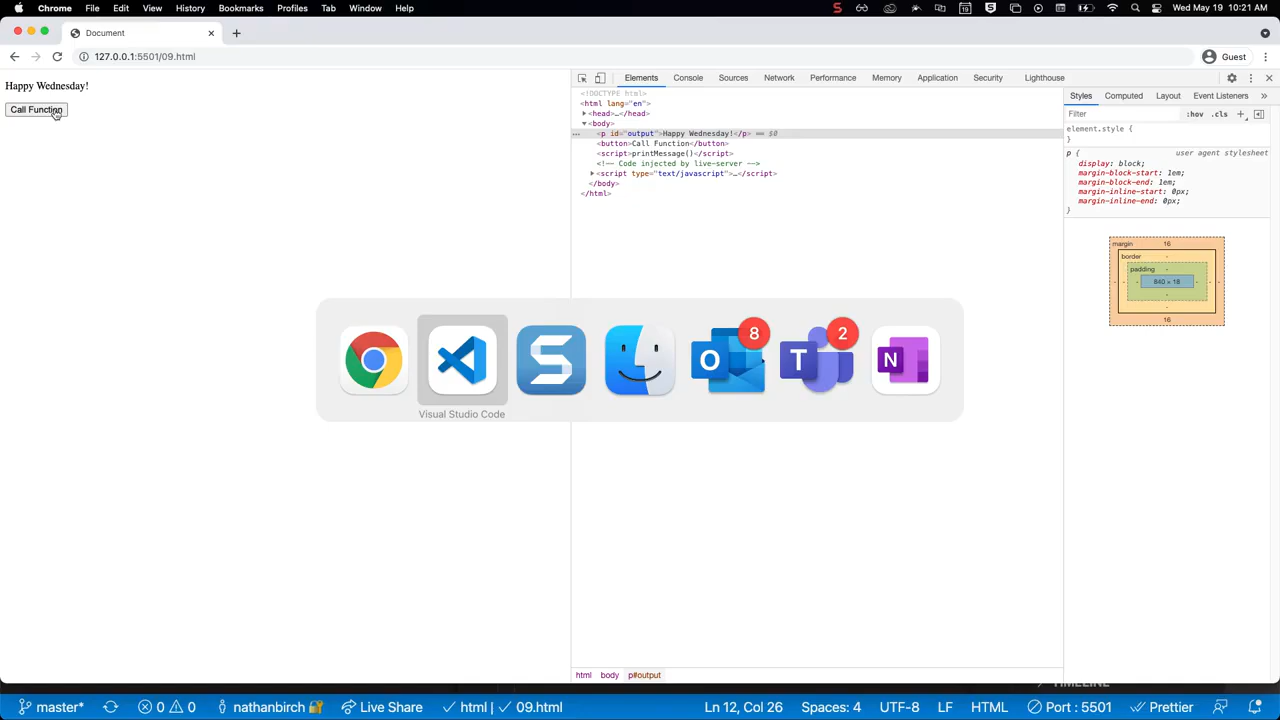 Chrome File Edit View History Bookmarks Profiles Tab Window Help Wed May 19 10:21 AM
Document
127.0.0.1:5501/09.html Guest
Happy Wednesday!
Call Function
Elements Console Sources Network Performance Memory Application Security Lighthouse
<!DOCTYPE html>
<html lang="en">
<head>…</head>
<body>
<p id="output">Happy Wednesday!</p> == $0
<button>Call Function</button>
<script>printMessage()</script>
<!-- Code injected by live-server -->
<script type="text/javascript">…</script>
</body>
</html>
Styles Computed Layout Event Listeners »
Filter :hov .cls +
element.style {
}
p { user agent stylesheet
display: block;
margin-block-start: 1em;
margin-block-end: 1em;
margin-inline-start: 0px;
margin-inline-end: 0px;
}
margin 16
border -
padding -
- - - 840 × 18 - - -
-
-
16
8
2
Visual Studio Code
html body p#output
TIMELINE
master* 0 0 nathanbirch Live Share html 09.html Ln 12, Col 26 Spaces: 4 UTF-8 LF HTML Port : 5501 Prettier